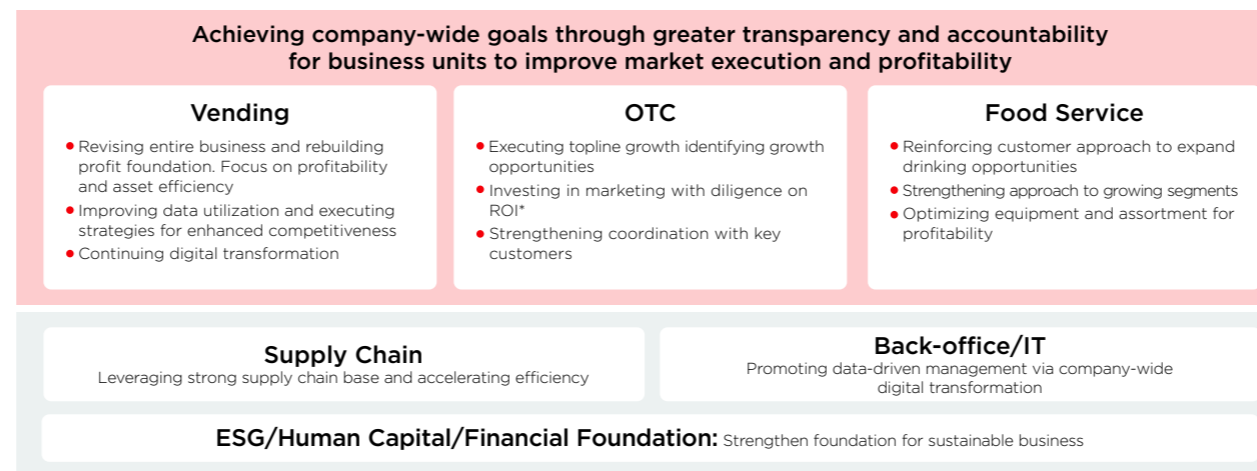 Achieving company-wide goals through greater transparency and accountability
for business units to improve market execution and profitability
Vending
● Revising entire business and rebuilding
profit foundation. Focus on profitability
and asset efficiency
● Improving data utilization and executing
strategies for enhanced competitiveness
● Continuing digital transformation
OTC
● Executing topline growth identifying growth
opportunities
● Investing in marketing with diligence on
ROI*
● Strengthening coordination with key
customers
Food Service
● Reinforcing customer approach to expand
drinking opportunities
● Strengthening approach to growing segments
● Optimizing equipment and assortment for
profitability
Supply Chain
Leveraging strong supply chain base and accelerating efficiency
Back-office/IT
Promoting data-driven management via company-wide
digital transformation
ESG/Human Capital/Financial Foundation: Strengthen foundation for sustainable business